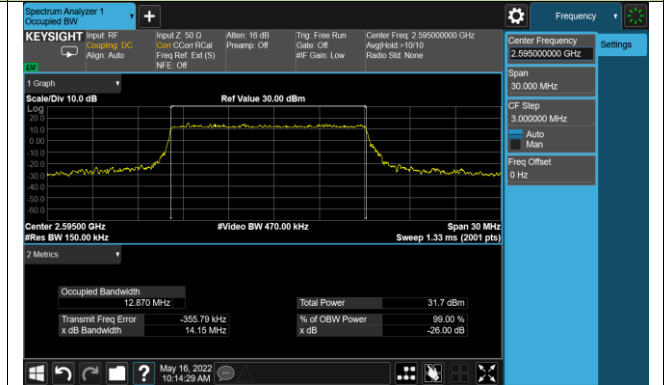 Spectrum Analyzer 1
Occupied BW
+
Frequency
KEYSIGHT
Input: RF
Coupling: DC
Align: Auto
Input Z: 50 Ω
Corr CCorr RCal
Freq Ref: Ext (S)
NFE: Off
Atten: 16 dB
Preamp: Off
Trig: Free Run
Gate: Off
#IF Gain: Low
Center Freq: 2.595000000 GHz
Avg|Hold:>10/10
Radio Std: None
LXI
Center Frequency
2.595000000 GHz
Settings
Span
30.000 MHz
CF Step
3.000000 MHz
Auto
Man
Freq Offset
0 Hz
1 Graph
Scale/Div 10.0 dB
Ref Value 30.00 dBm
Log
20.0
10.0
0.00
-10.0
-20.0
-30.0
-40.0
-50.0
-60.0
Center 2.59500 GHz
#Video BW 470.00 kHz
Span 30 MHz
#Res BW 150.00 kHz
Sweep 1.33 ms (2001 pts)
2 Metrics
Occupied Bandwidth
12.870 MHz
Total Power
31.7 dBm
Transmit Freq Error
-355.79 kHz
% of OBW Power
99.00 %
x dB Bandwidth
14.15 MHz
x dB
-26.00 dB
?
May 16, 2022
10:14:29 AM